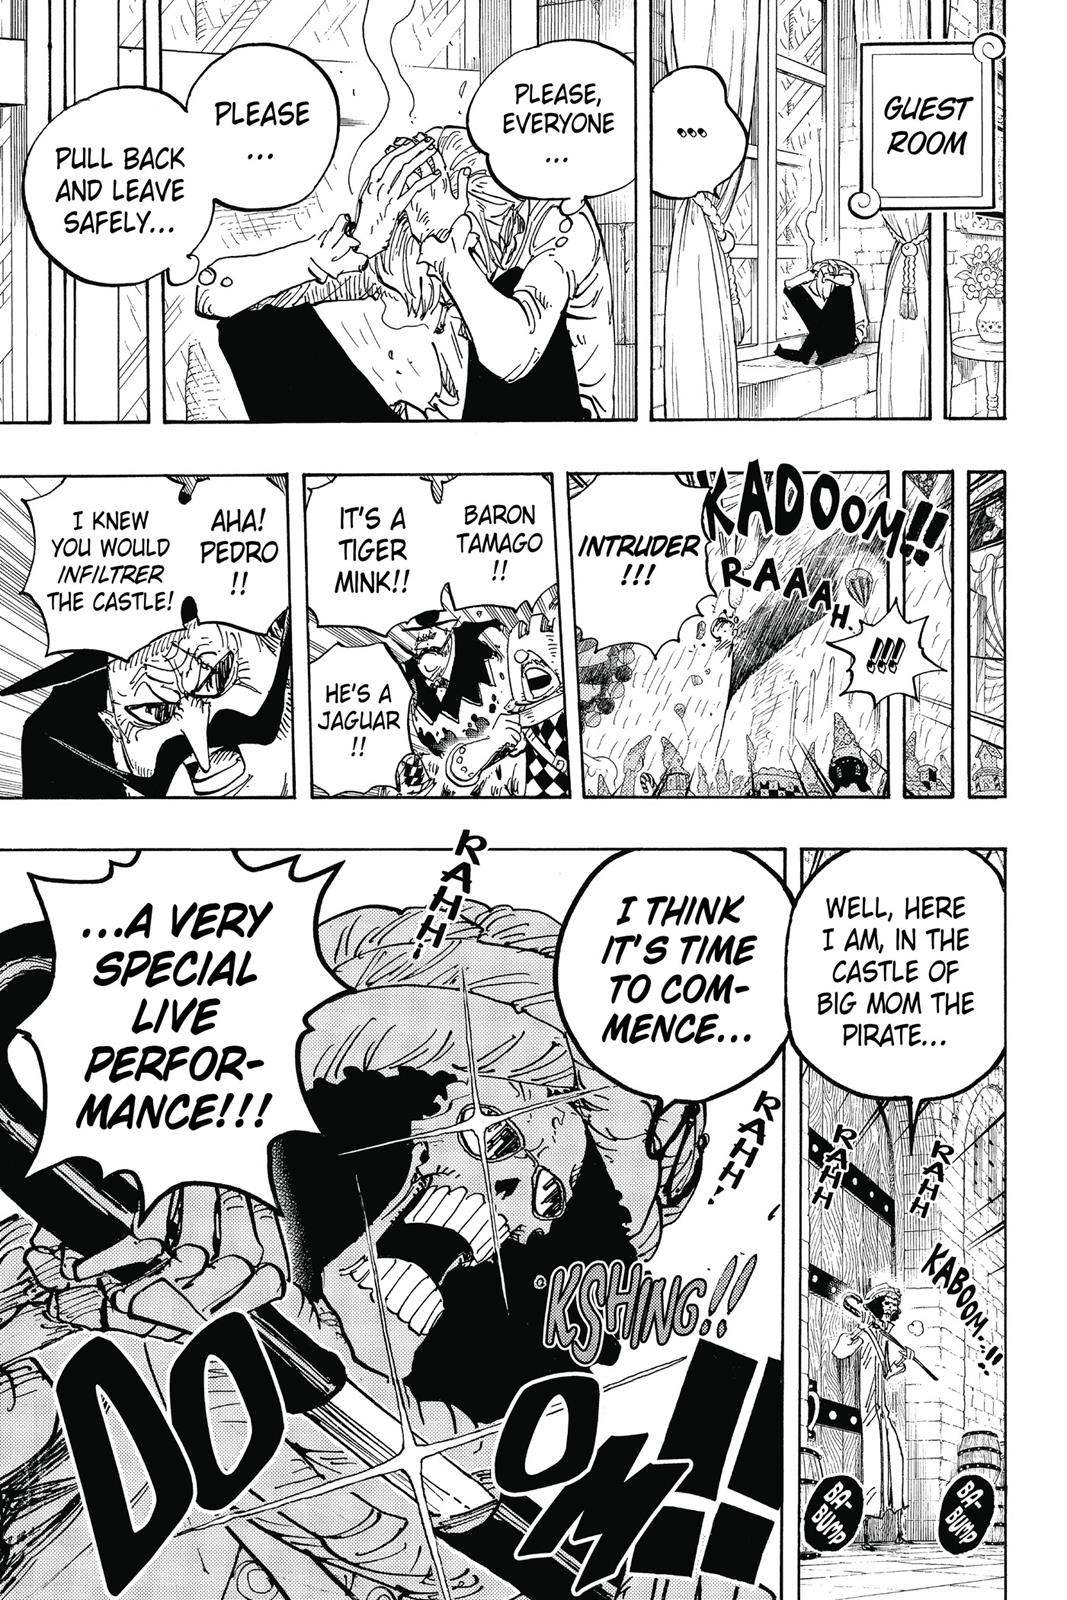 GUEST
ROOM
...
PLEASE,
EVERYONE
...
PLEASE
...
PULL BACK
AND LEAVE
SAFELY...
!!!
KADOOM!!
RAAAH.
INTRUDER
!!!
BARON
TAMAGO
!!
IT'S A
TIGER
MINK!!
HE'S A
JAGUAR
!!
AHA!
PEDRO
!!
I KNEW
YOU WOULD
INFILTRER
THE CASTLE!
WELL, HERE
I AM, IN THE
CASTLE OF
BIG MOM THE
PIRATE...
RAHH
RAHH
KABOOM...!!
BA-
BUMP
BA-
BUMP
I THINK
IT'S TIME
TO COM-
MENCE...
RAHH!
RAHH!
...A VERY
SPECIAL
LIVE
PERFOR-
MANCE!!!
KSHING!!
DOOM!!